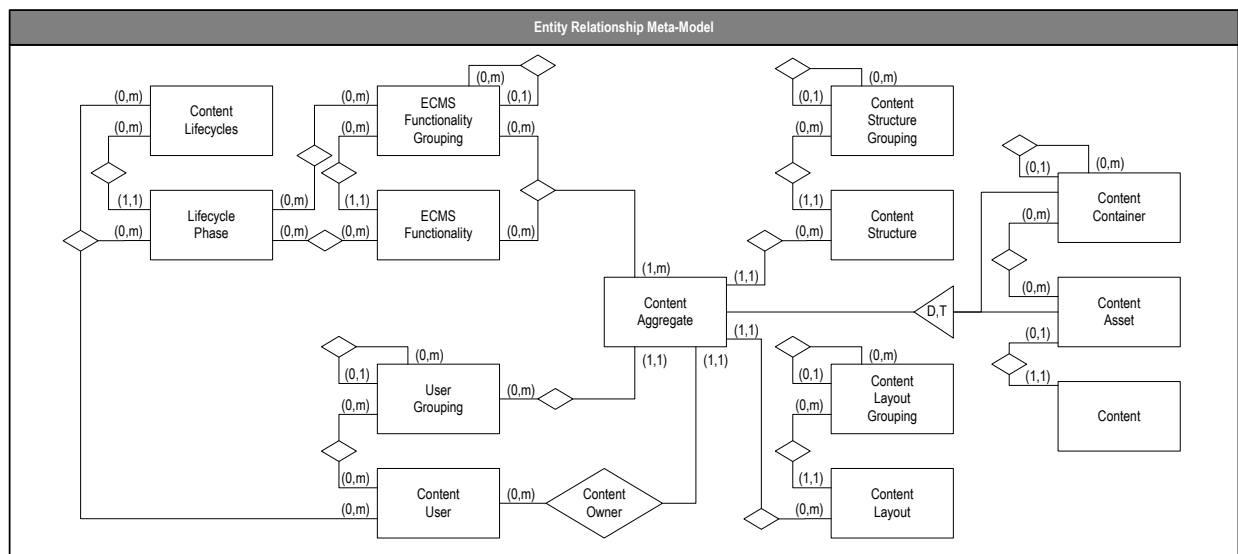 Entity Relationship Meta-Model
(0,m)
Content
Lifecycles
(0,m)
(1,1)
Lifecycle
Phase
(0,m)
(0,m)
(0,m)
(0,m)
ECMS
Functionality
Grouping
(0,m)
(0,1)
(0,m)
(0,m)
(1,1)
ECMS
Functionality
(0,m)
(0,m)
(1,m)
Content
Aggregate
(1,1)
(1,1)
(1,1)
(1,1)
D,T
(0,m)
(0,1)
User
Grouping
(0,m)
(0,m)
(0,m)
Content
User
(0,m)
(0,m)
Content
Owner
(0,m)
(0,1)
Content
Structure
Grouping
(0,m)
(1,1)
Content
Structure
(0,m)
(0,m)
(0,1)
Content
Layout
Grouping
(0,m)
(1,1)
Content
Layout
(0,m)
(0,m)
(0,1)
Content
Container
(0,m)
(0,m)
Content
Asset
(0,1)
(1,1)
Content